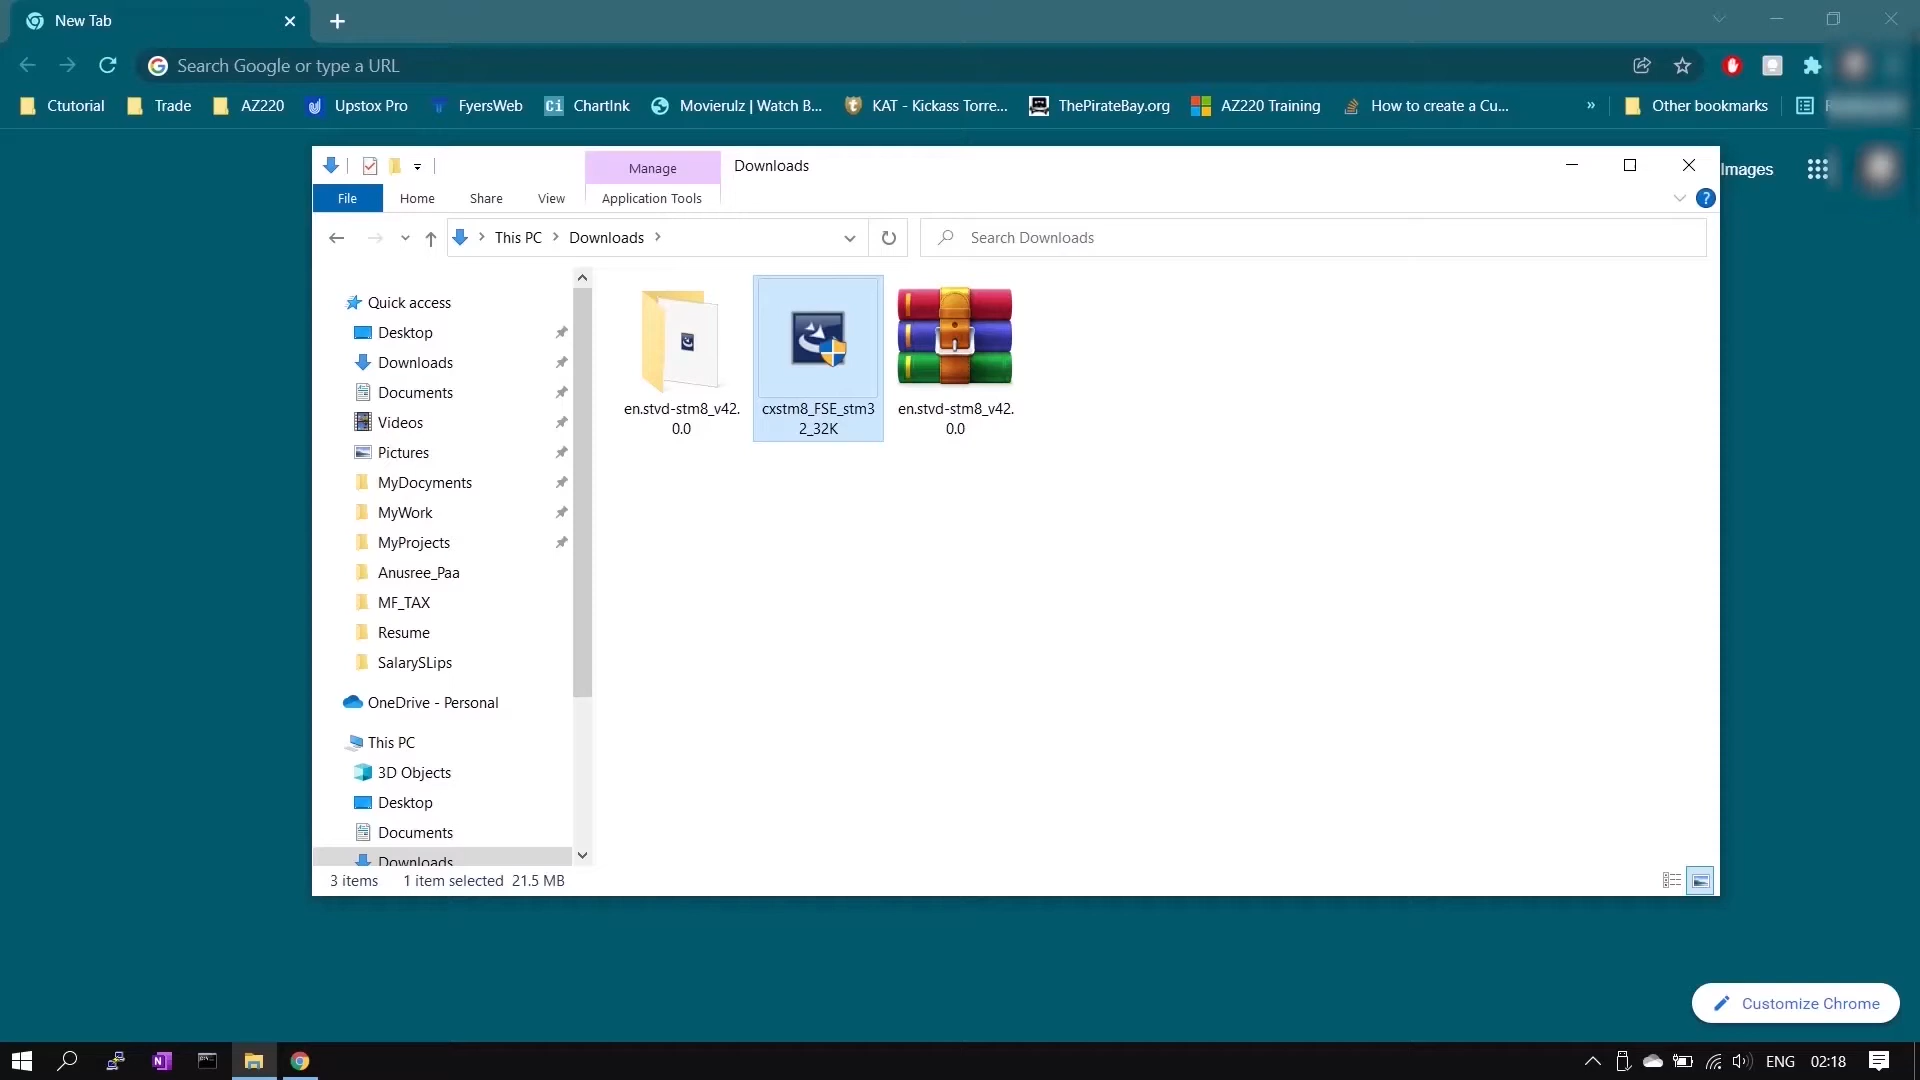 New Tab
Search Google or type a URL
Ctutorial Trade AZ220 Upstox Pro FyersWeb ChartInk Movierulz | Watch B... KAT - Kickass Torre... ThePirateBay.org AZ220 Training How to create a Cu... » Other bookmarks
Images
Manage Downloads
File Home Share View Application Tools
This PC Downloads
Search Downloads
Quick access
Desktop
Downloads
Documents
Videos
Pictures
MyDocyments
MyWork
MyProjects
Anusree_Paa
MF_TAX
Resume
SalarySLips
OneDrive - Personal
This PC
3D Objects
Desktop
Documents
Downloads
en.stvd-stm8_v42.
0.0
cxstm8_FSE_stm3
2_32K
en.stvd-stm8_v42.
0.0
3 items 1 item selected 21.5 MB
Customize Chrome
ENG 02:18